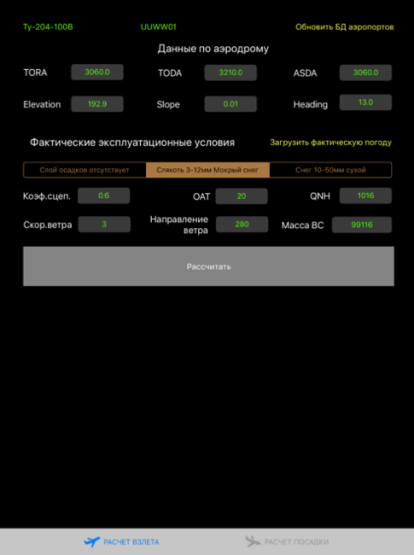 Ту-204-100В UUWW01 Обновить БД аэропортов
Данные по аэродрому
TORA 3060.0 TODA 3210.0 ASDA 3060.0
Elevation 192.9 Slope 0.01 Heading 13.0
Фактические эксплуатационные условия Загрузить фактическую погоду
Слой осадков отсутствует Слякоть 3-12мм Мокрый снег Снег 10-50мм сухой
Коэф.сцеп. 0.6 OAT 20 QNH 1016
Скор.ветра 3 Направление ветра 280 Масса ВС 99116
Рассчитать
РАСЧЕТ ВЗЛЕТА РАСЧЕТ ПОСАДКИ